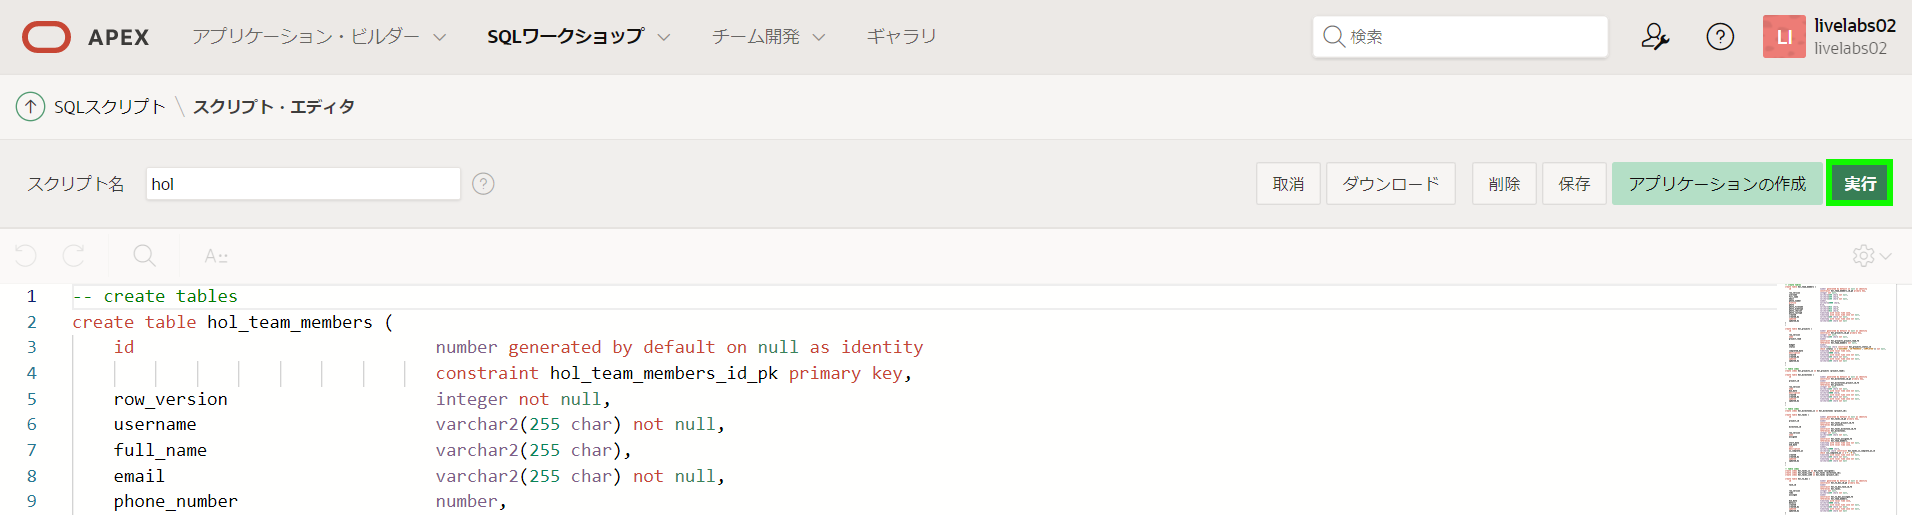 APEX アプリケーション・ビルダー SQLワークショップ チーム開発 ギャラリ 検索 LI livelabs02
livelabs02
SQLスクリプト \ スクリプト・エディタ
スクリプト名 hol 取消 ダウンロード 削除 保存 アプリケーションの作成 実行
1 -- create tables
2 create table hol_team_members (
3 id number generated by default on null as identity
4 constraint hol_team_members_id_pk primary key,
5 row_version integer not null,
6 username varchar2(255 char) not null,
7 full_name varchar2(255 char),
8 email varchar2(255 char) not null,
9 phone_number number,